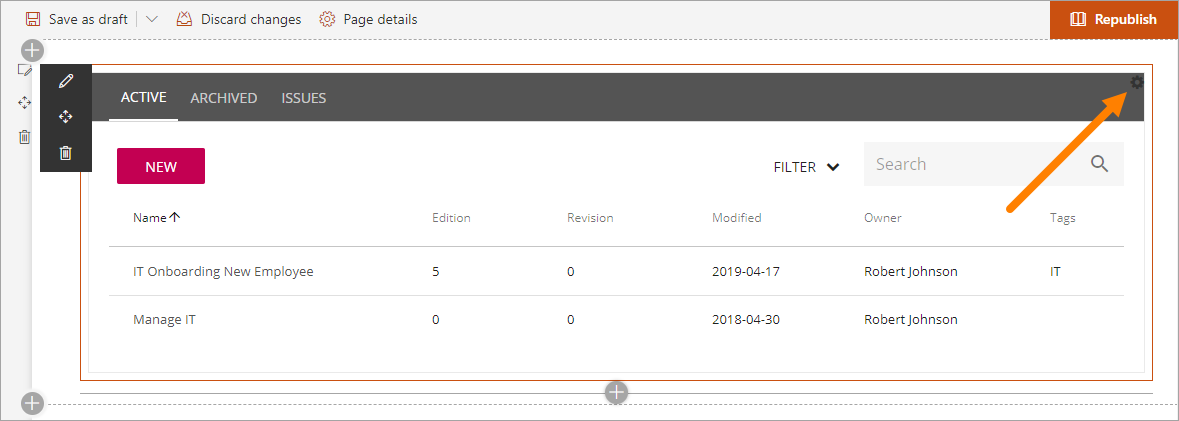 Save as draft Discard changes Page details Republish
ACTIVE ARCHIVED ISSUES
NEW FILTER Search
Name Edition Revision Modified Owner Tags
IT Onboarding New Employee 5 0 2019-04-17 Robert Johnson IT
Manage IT 0 0 2018-04-30 Robert Johnson